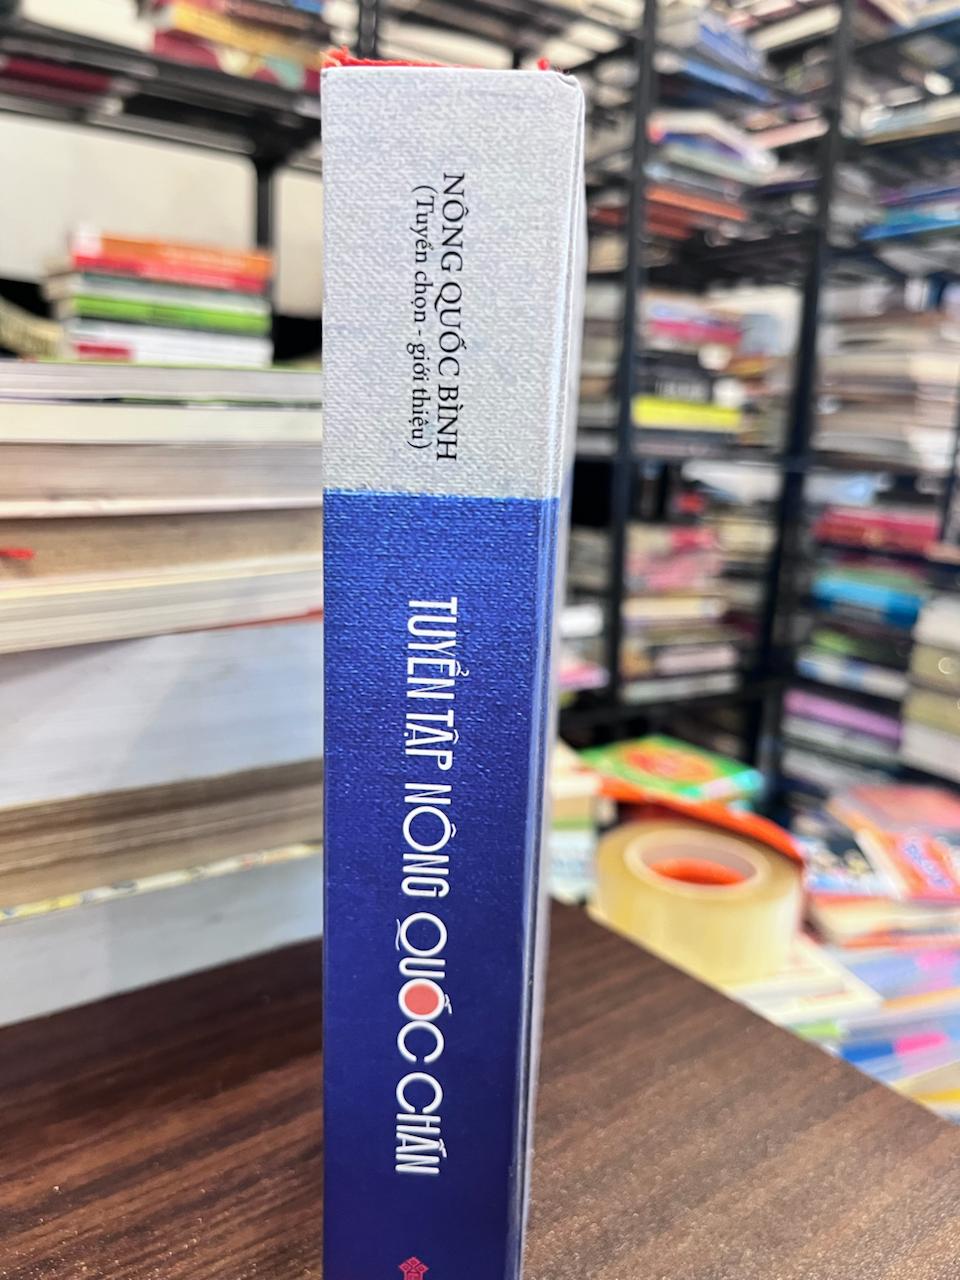 NÔNG QUỐC BÌNH
(Tuyển chọn - giới thiệu)
TUYỂN TẬP NÔNG QUỐC CHẤN